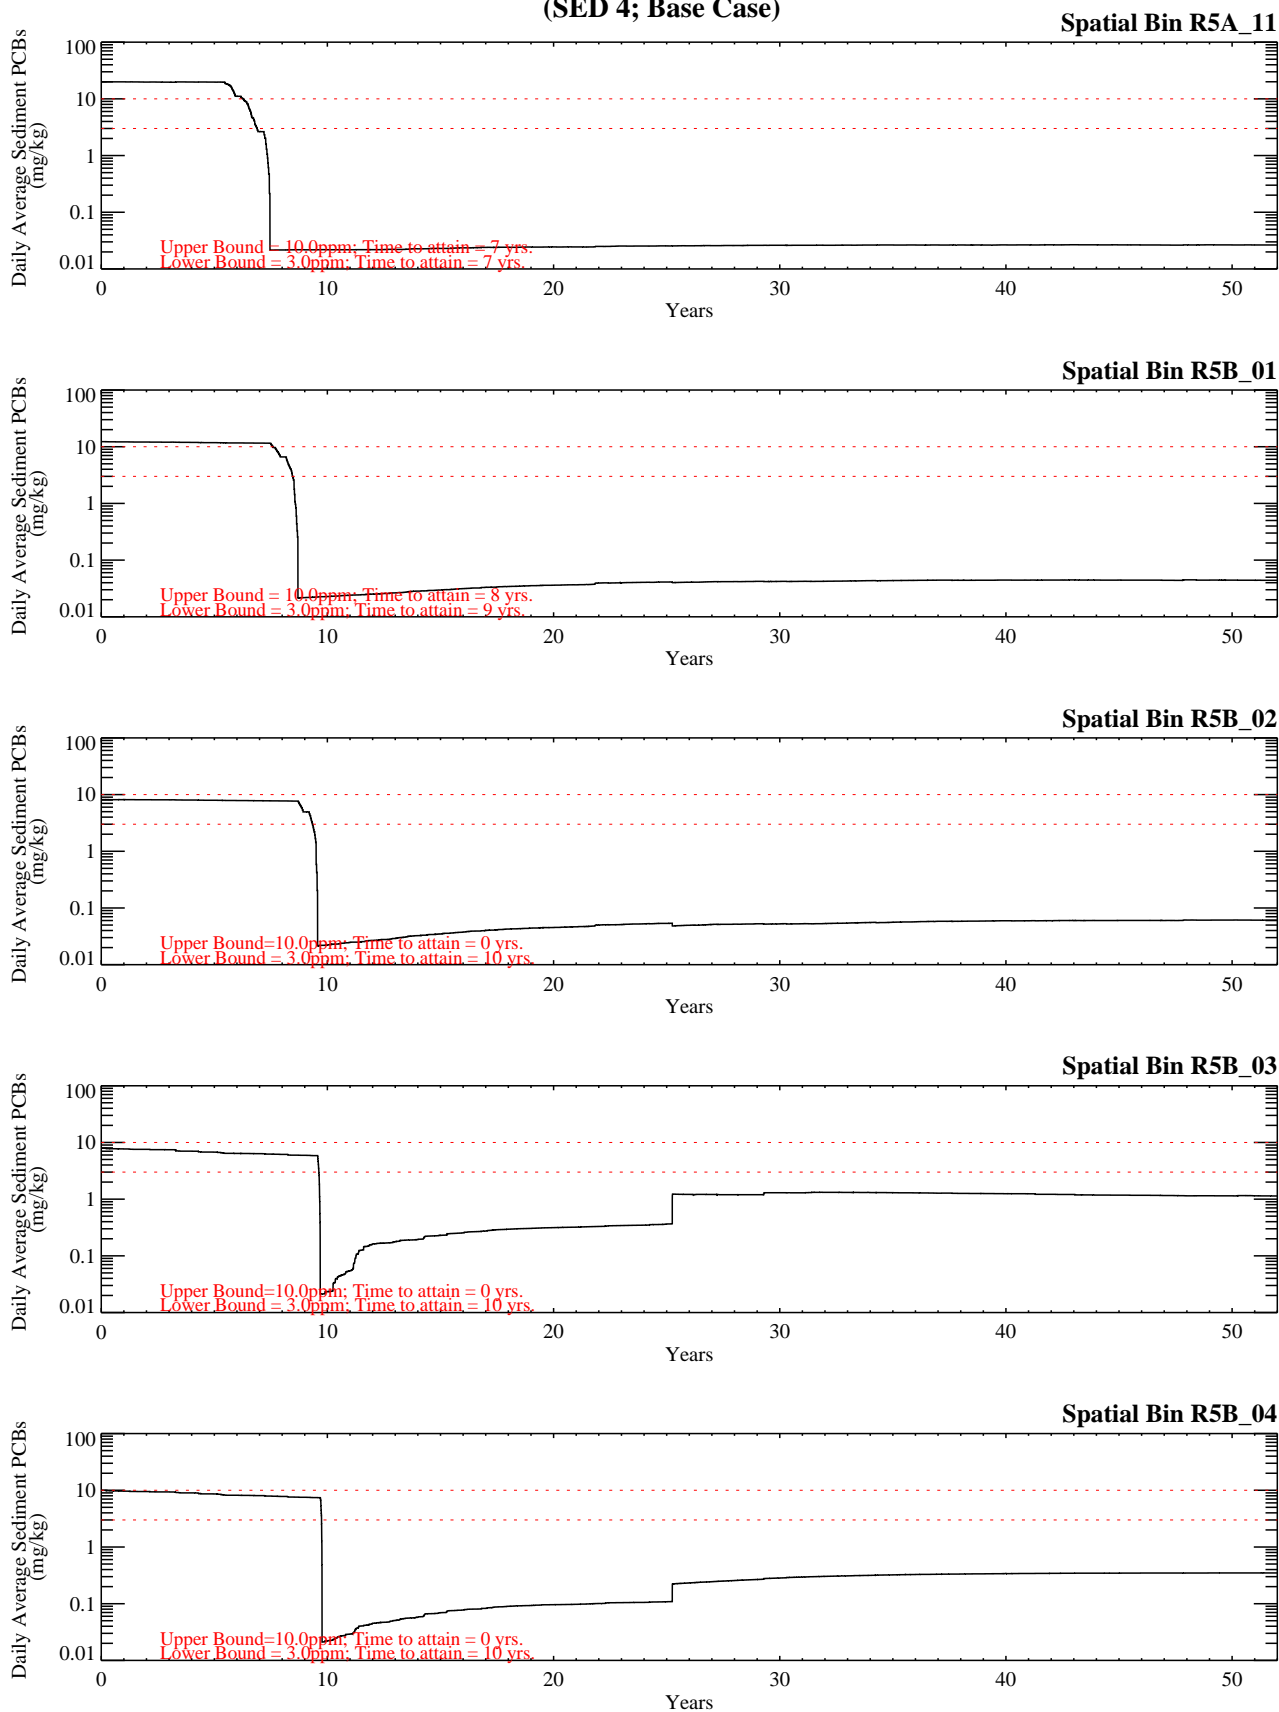 (SED 4; Base Case)
Spatial Bin R5A_11
Daily Average Sediment PCBs
(mg/kg)
100
10
1
0.1
0.01
Upper Bound = 10.0ppm; Time to attain = 7 yrs.
Lower Bound = 3.0ppm; Time to attain = 7 yrs.
0 10 20 30 40 50
Years
Spatial Bin R5B_01
Daily Average Sediment PCBs
(mg/kg)
100
10
1
0.1
0.01
Upper Bound = 10.0ppm; Time to attain = 8 yrs.
Lower Bound = 3.0ppm; Time to attain = 9 yrs.
0 10 20 30 40 50
Years
Spatial Bin R5B_02
Daily Average Sediment PCBs
(mg/kg)
100
10
1
0.1
0.01
Upper Bound=10.0ppm; Time to attain = 0 yrs.
Lower Bound = 3.0ppm; Time to attain = 10 yrs.
0 10 20 30 40 50
Years
Spatial Bin R5B_03
Daily Average Sediment PCBs
(mg/kg)
100
10
1
0.1
0.01
Upper Bound=10.0ppm; Time to attain = 0 yrs.
Lower Bound = 3.0ppm; Time to attain = 10 yrs.
0 10 20 30 40 50
Years
Spatial Bin R5B_04
Daily Average Sediment PCBs
(mg/kg)
100
10
1
0.1
0.01
Upper Bound=10.0ppm; Time to attain = 0 yrs.
Lower Bound = 3.0ppm; Time to attain = 10 yrs.
0 10 20 30 40 50
Years